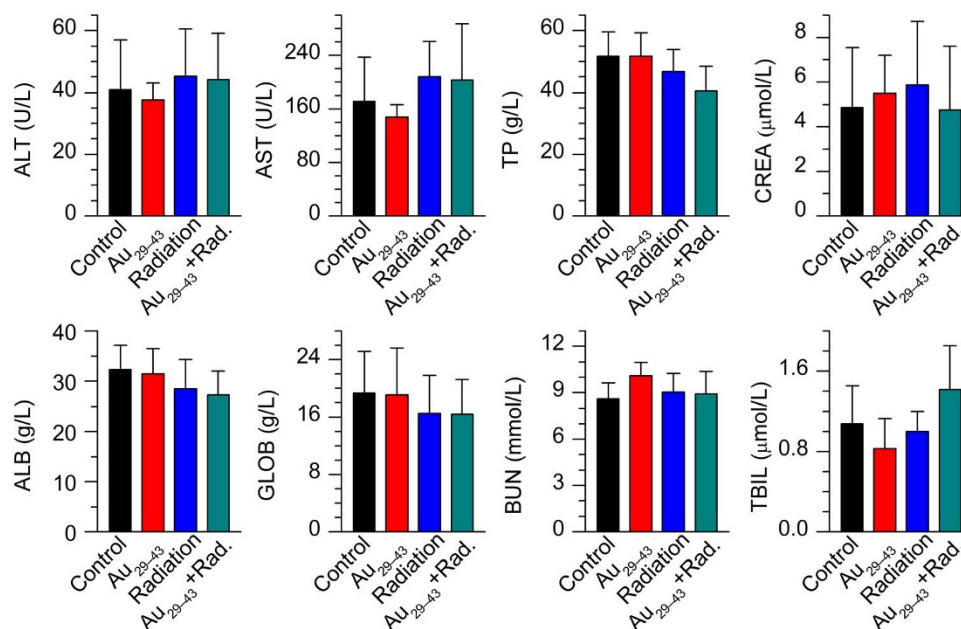 ALT (U/L)
60
40
20
0
Control
Au29–43
Radiation
Au29–43+Rad.
AST (U/L)
240
160
80
0
Control
Au29–43
Radiation
Au29–43+Rad.
TP (g/L)
60
40
20
0
Control
Au29–43
Radiation
Au29–43+Rad.
CREA (μmol/L)
8
6
4
2
0
Control
Au29–43
Radiation
Au29–43+Rad.
ALB (g/L)
40
30
20
10
0
Control
Au29–43
Radiation
Au29–43+Rad.
GLOB (g/L)
24
16
8
0
Control
Au29–43
Radiation
Au29–43+Rad.
BUN (mmol/L)
12
9
6
3
0
Control
Au29–43
Radiation
Au29–43+Rad.
TBIL (μmol/L)
1.6
0.8
0.0
Control
Au29–43
Radiation
Au29–43+Rad.